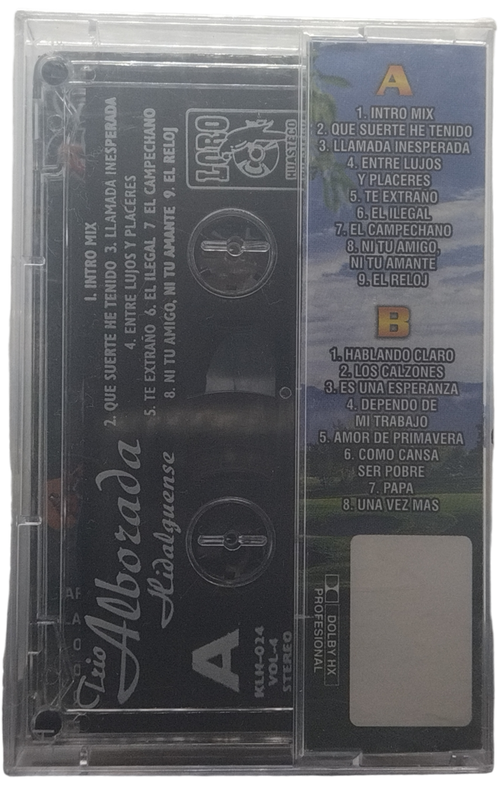 A
1. INTRO MIX
2. QUE SUERTE HE TENIDO
3. LLAMADA INESPERADA
4. ENTRE LUJOS
Y PLACERES
5. TE EXTRAÑO
6. EL ILEGAL
7. EL CAMPECHANO
8. NI TU AMIGO,
NI TU AMANTE
9. EL RELOJ
B
1. HABLANDO CLARO
2. LOS CALZONES
3. ES UNA ESPERANZA
4. DEPENDO DE
MI TRABAJO
5. AMOR DE PRIMAVERA
6. COMO CANSA
SER POBRE
7. PAPA
8. UNA VEZ MAS
DOLBY HX
PROFESIONAL
1. INTRO MIX
2. QUE SUERTE HE TENIDO 3. LLAMADA INESPERADA
4. ENTRE LUJOS Y PLACERES
5. TE EXTRAÑO 6. EL ILEGAL 7 EL CAMPECHANO
8. NI TU AMIGO, NI TU AMANTE 9. EL RELOJ
LORO
HUASTECO
Trio
Alborada
Hidalguense
A
KLH-024
VOL-4
STEREO